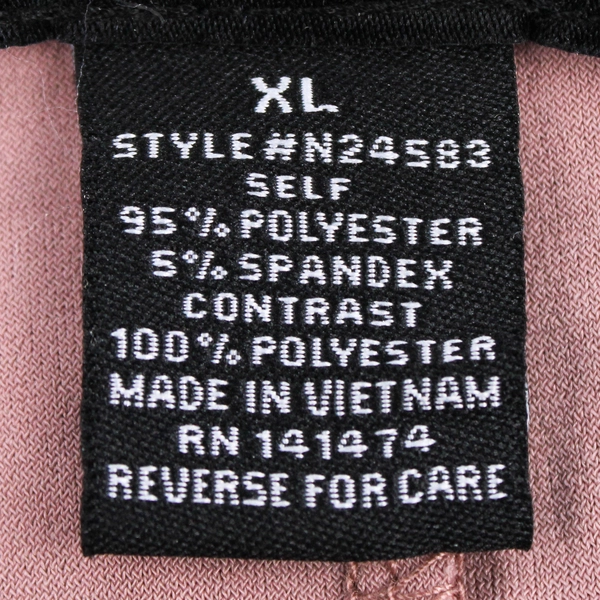 XL
STYLE#N24583
SELF
95%POLYESTER
5%SPANDEX
CONTRAST
100%POLYESTER
MADE IN VIETNAM
RN 141474
REVERSE FOR CARE